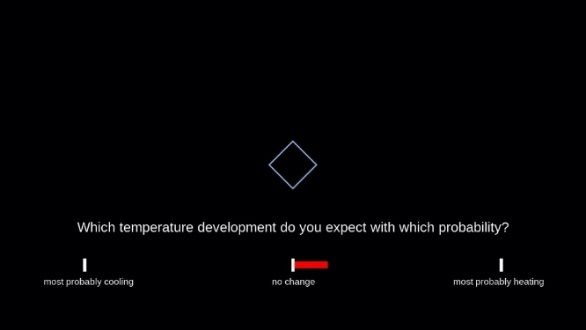 Which temperature development do you expect with which probability?
most probably cooling
no change
most probably heating